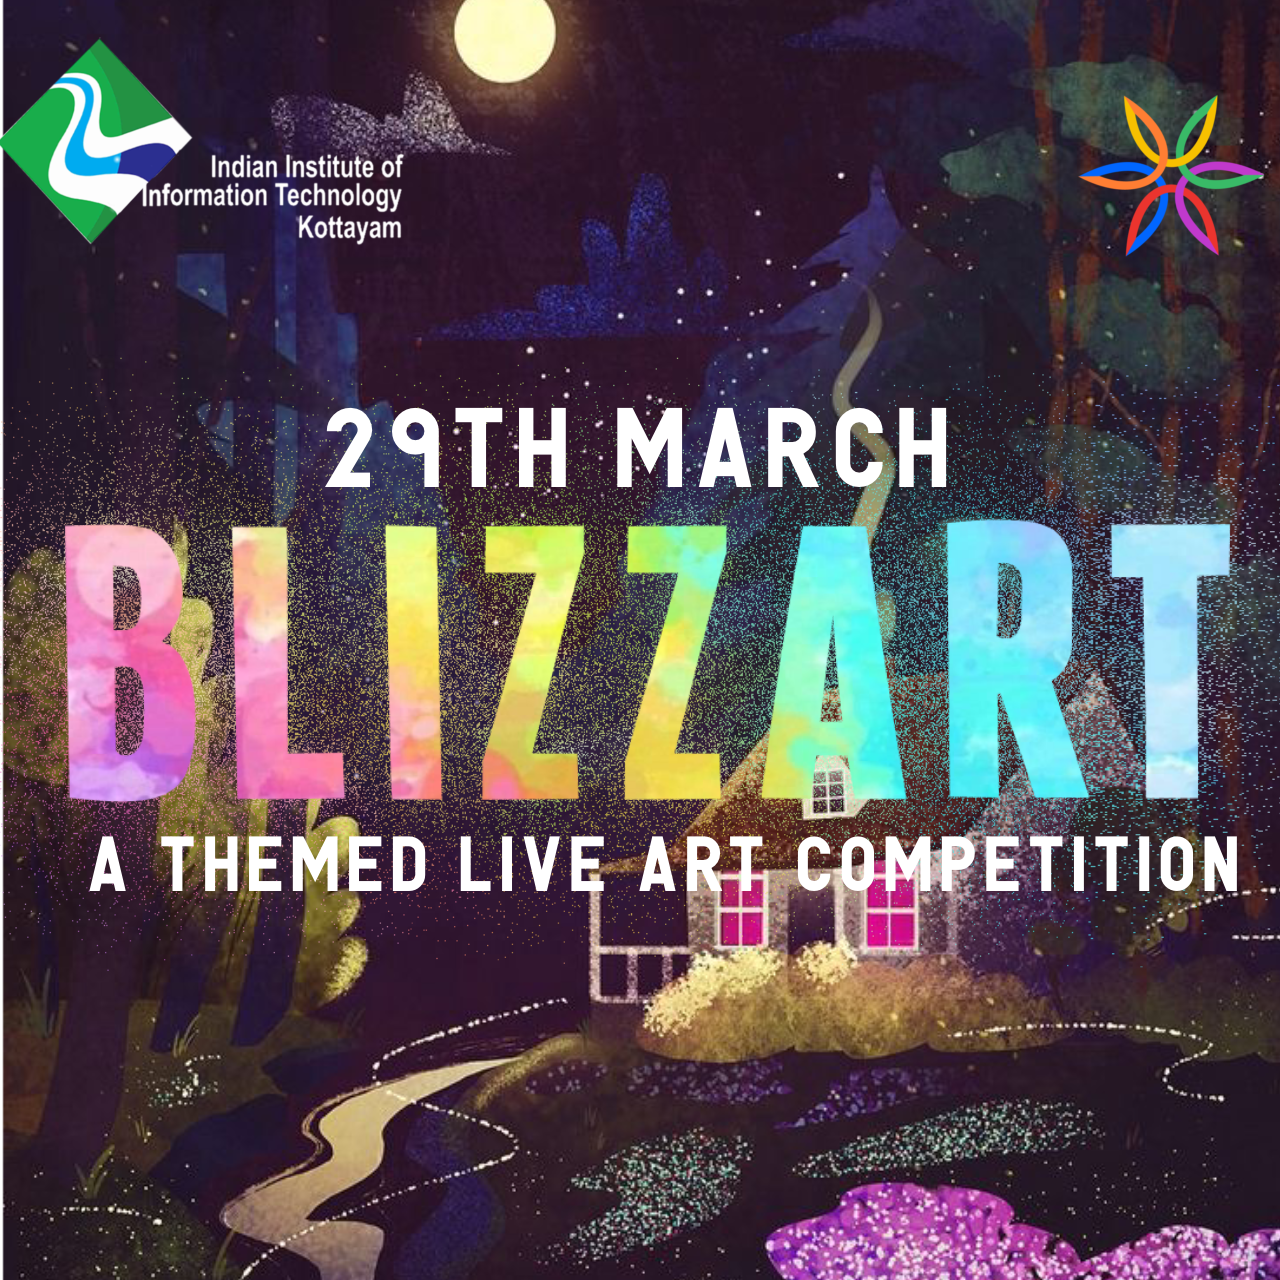 Indian Institute of
Information Technology
Kottayam
29TH MARCH
BLIZZART
A THEMED LIVE ART COMPETITION